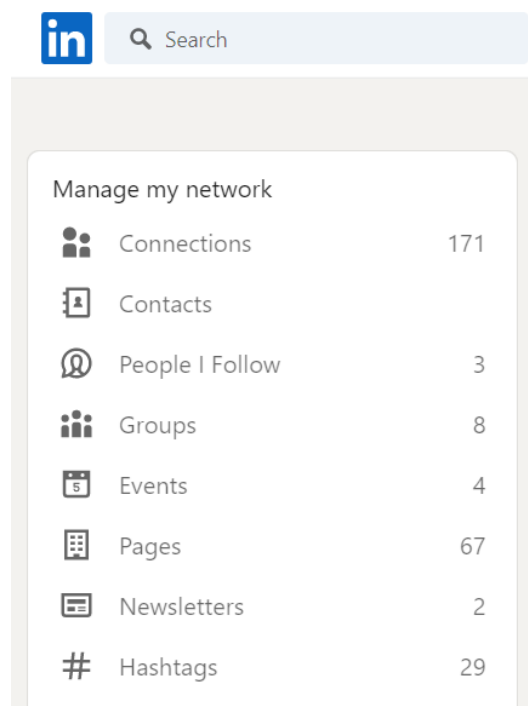 in Search
Manage my network
Connections 171
Contacts
People I Follow 3
Groups 8
5
Events 4
Pages 67
Newsletters 2
# Hashtags 29